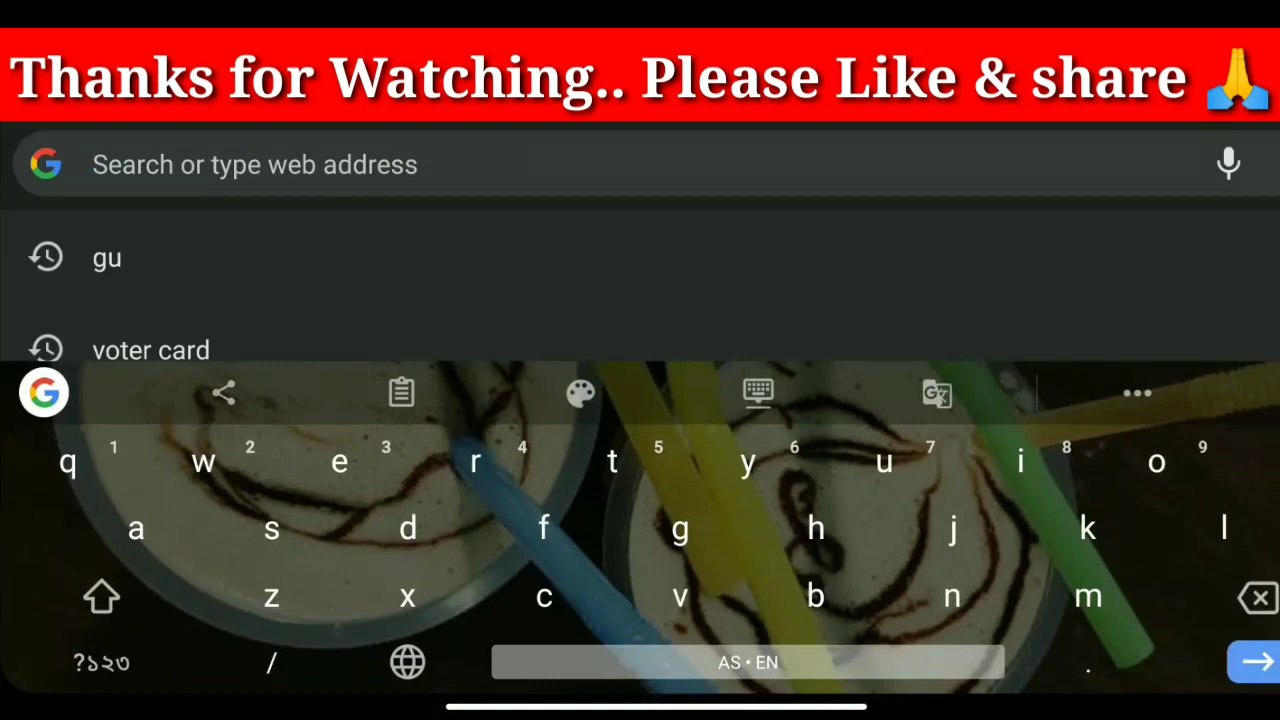 Thanks for Watching.. Please Like & share 🙏
Search or type web address
gu
voter card
q 1 w 2 e 3 r 4 t 5 y 6 u 7 i 8 o 9
a s d f g h j k l
z x c v b n m
?১২৩ / AS • EN .